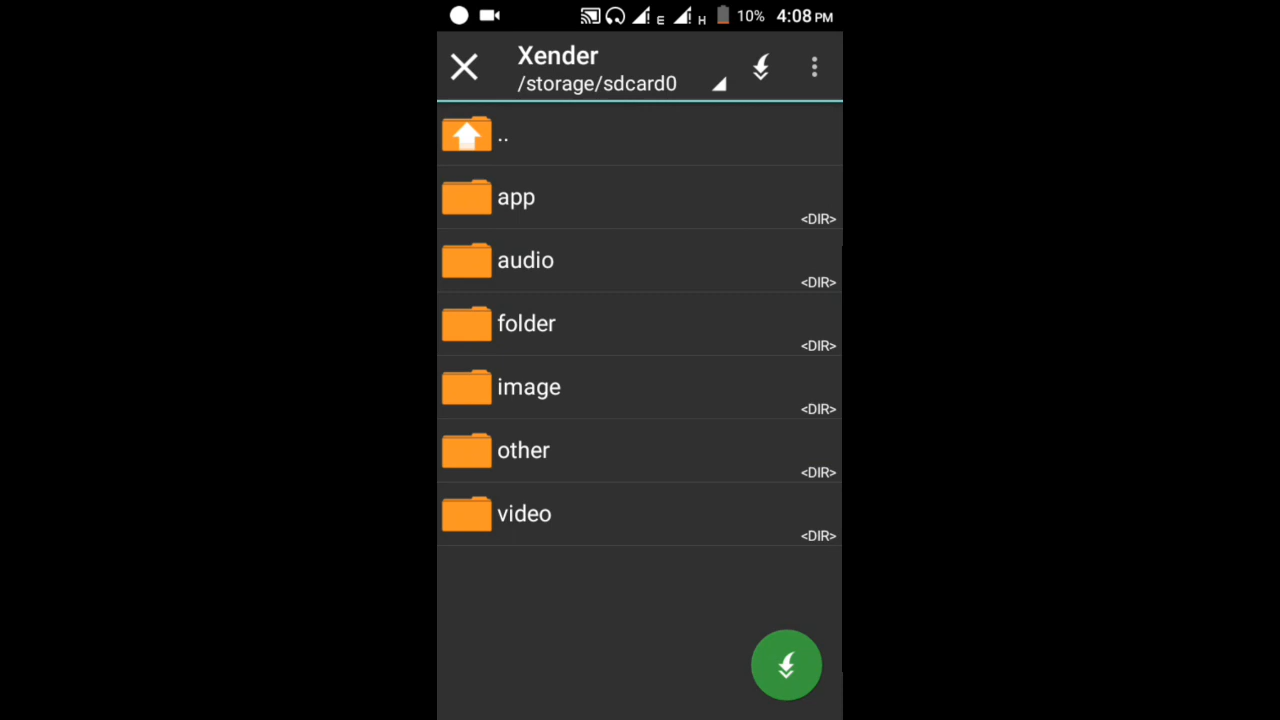 E H 10% 4:08 PM
Xender
/storage/sdcard0
..
app
<DIR>
audio
<DIR>
folder
<DIR>
image
<DIR>
other
<DIR>
video
<DIR>